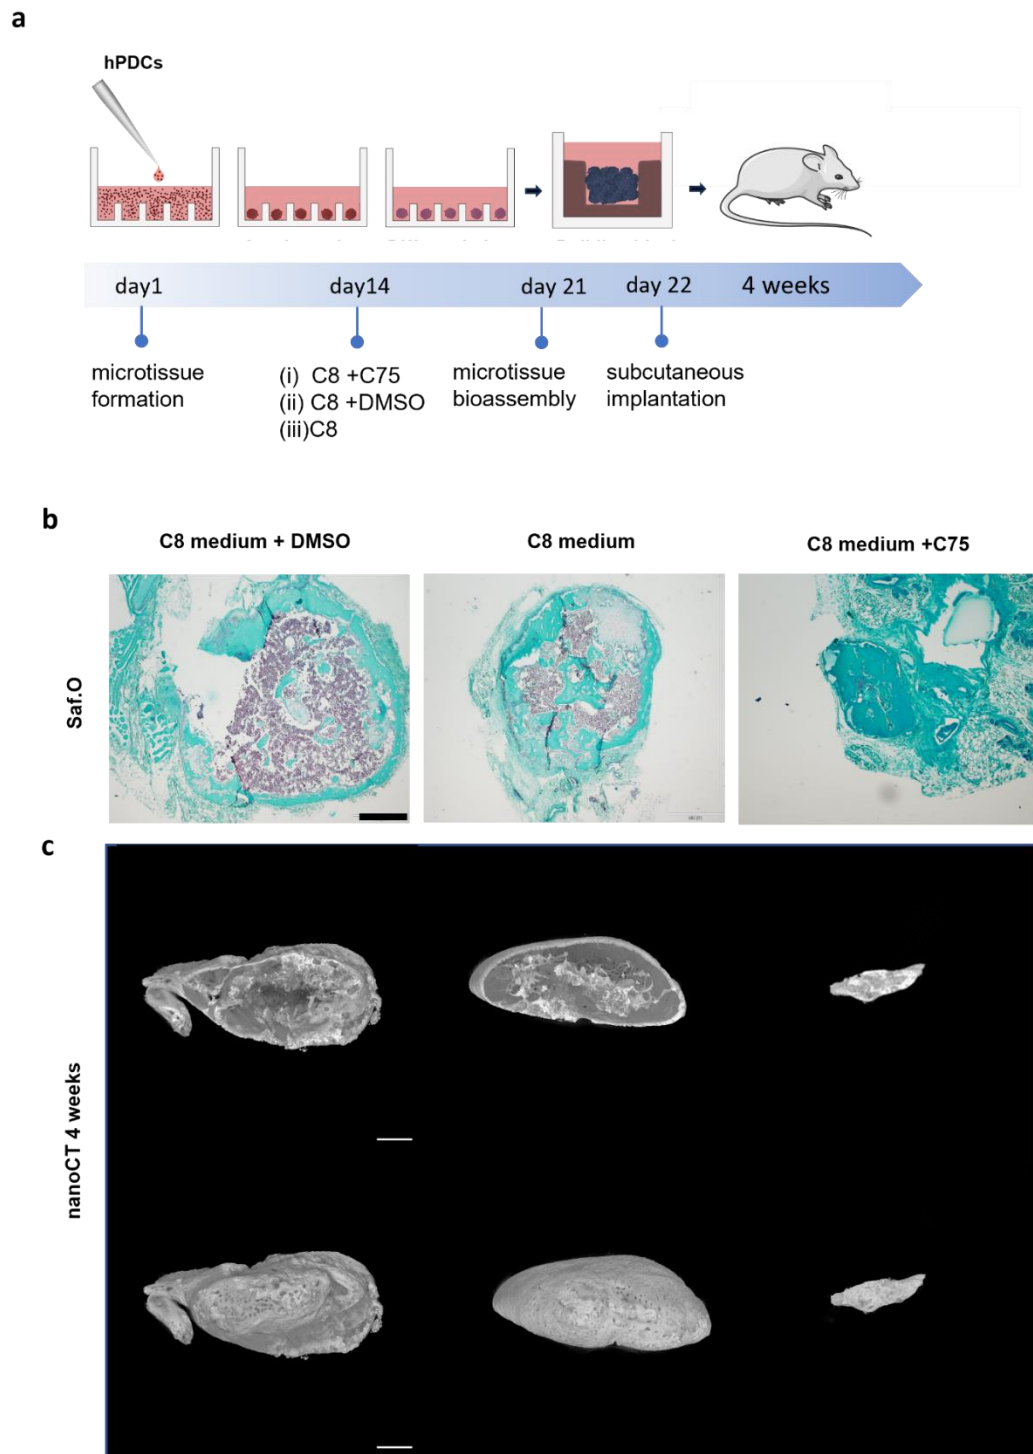 a
hPDCs
day1
day14
day 21
day 22
4 weeks
microtissue
formation
(i) C8 +C75
(ii) C8 +DMSO
(iii)C8
microtissue
bioassembly
subcutaneous
implantation
b
C8 medium + DMSO
C8 medium
C8 medium +C75
Saf.O
c
nanoCT 4 weeks